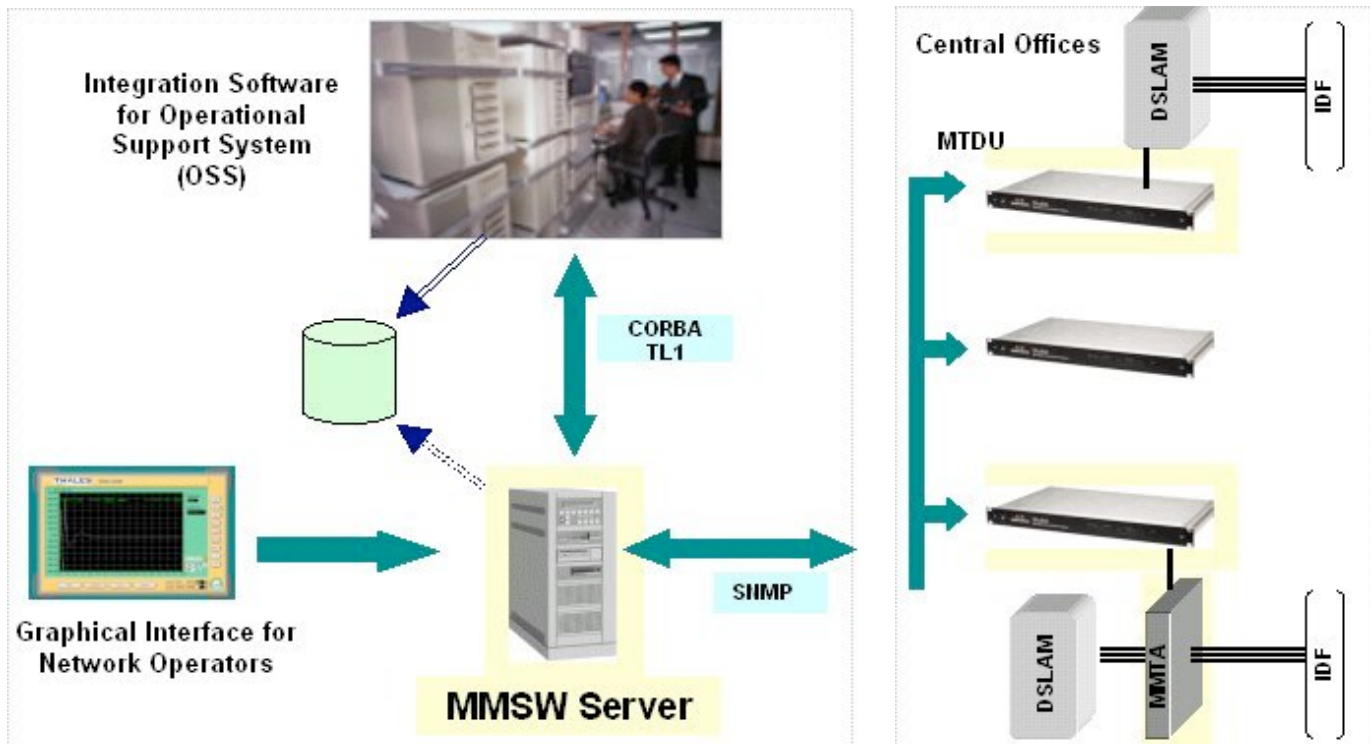 Integration Software
for Operational
Support System
(OSS)
CORBA
TL1
THALES
Graphical Interface for
Network Operators
SNMP
MMSW Server
Central Offices
DSLAM
IDF
MTDU
DSLAM
MMTA
IDF